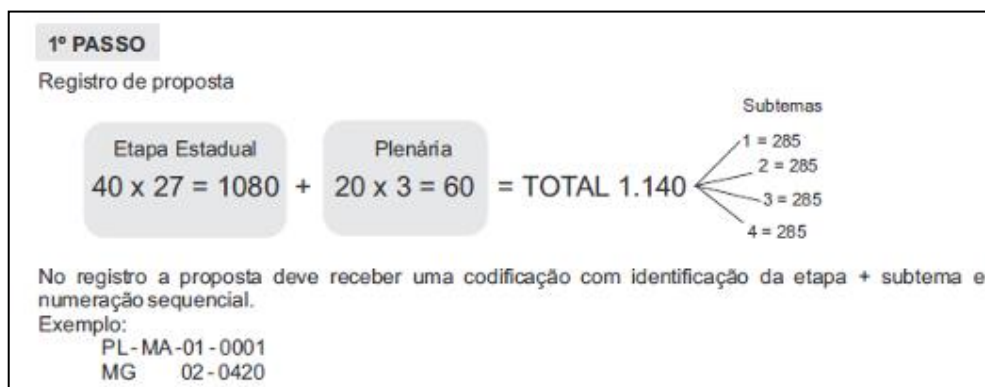 1º PASSO
Registro de proposta
Subtemas
Etapa Estadual
Plenária
40 x 27 = 1080 + 20 x 3 = 60 = TOTAL 1.140
1 = 285
2 = 285
3 = 285
4 = 285
No registro a proposta deve receber uma codificação com identificação da etapa + subtema e
numeração sequencial.
Exemplo:
PL-MA-01-0001
MG 02-0420